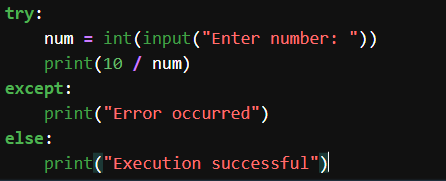 try:
    num = int(input("Enter number: "))
    print(10 / num)
except:
    print("Error occurred")
else:
    print("Execution successful")